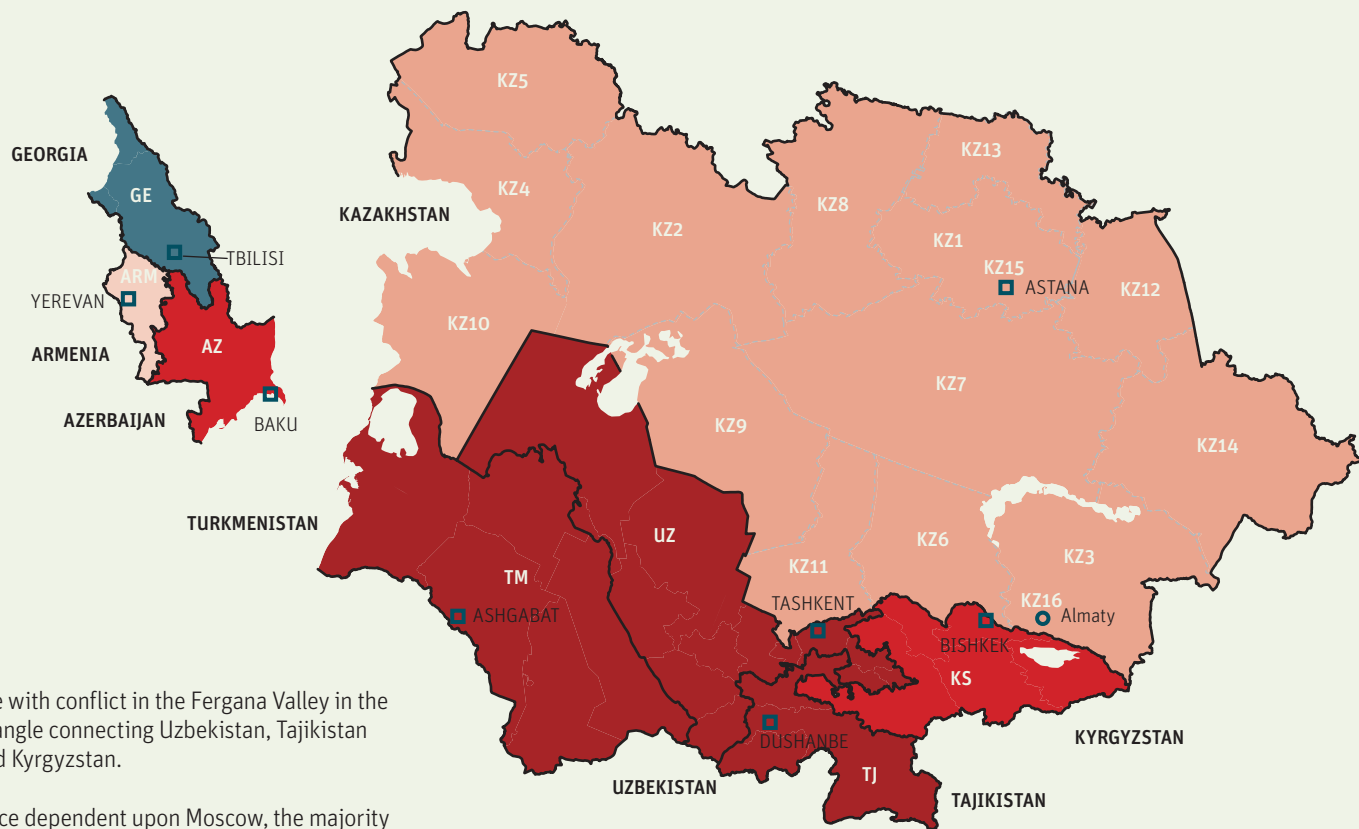 KZ5
KZ13
GEORGIA
GE
KZ4
KAZAKHSTAN
KZ8
KZ2
KZ1
TBILISI
KZ15
ARM
ASTANA
KZ12
YEREVAN
KZ10
ARMENIA
AZ
KZ7
AZERBAIJAN
BAKU
KZ9
KZ14
TURKMENISTAN
UZ
KZ6
KZ3
KZ11
TM
TASHKENT
KZ16
ASHGABAT
Almaty
BISHKEK
KS
e with conflict in the Fergana Valley in the
angle connecting Uzbekistan, Tajikistan
d Kyrgyzstan.
KYRGYZSTAN
DUSHANBE
TJ
UZBEKISTAN
TAJIKISTAN
ce dependent upon Moscow, the majority